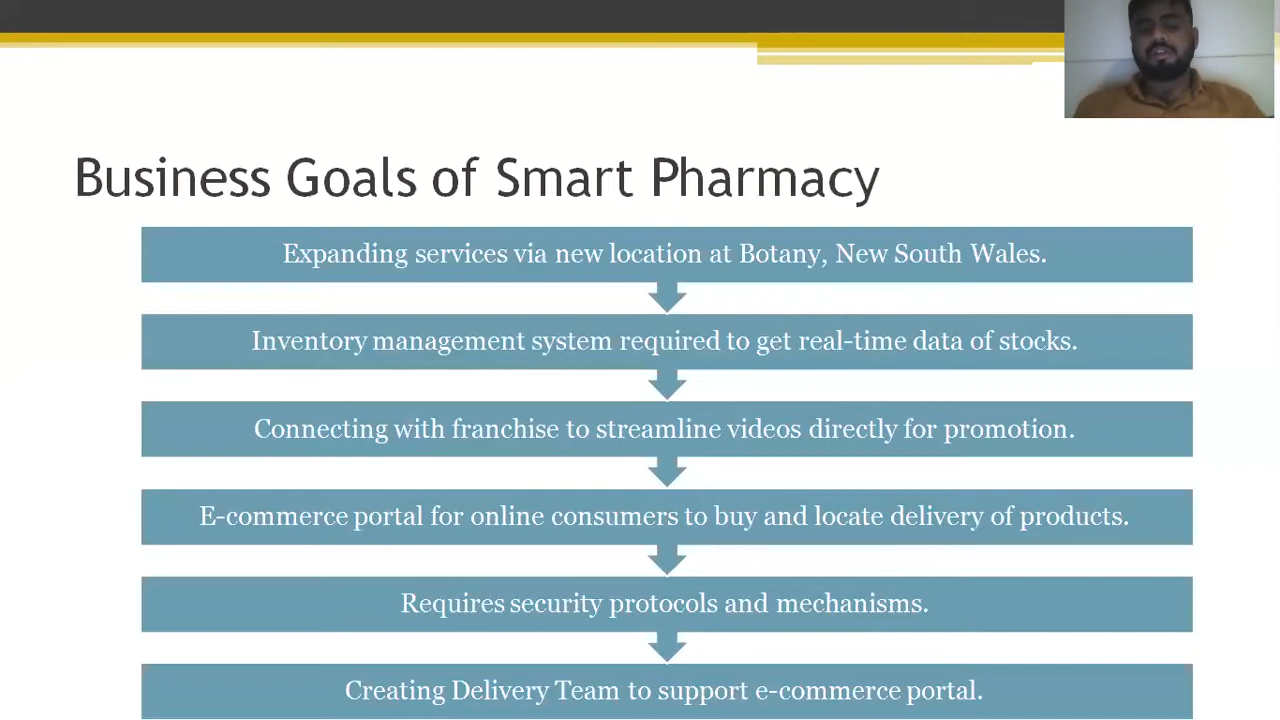 Business Goals of Smart Pharmacy
Expanding services via new location at Botany, New South Wales.
Inventory management system required to get real-time data of stocks.
Connecting with franchise to streamline videos directly for promotion.
E-commerce portal for online consumers to buy and locate delivery of products.
Requires security protocols and mechanisms.
Creating Delivery Team to support e-commerce portal.